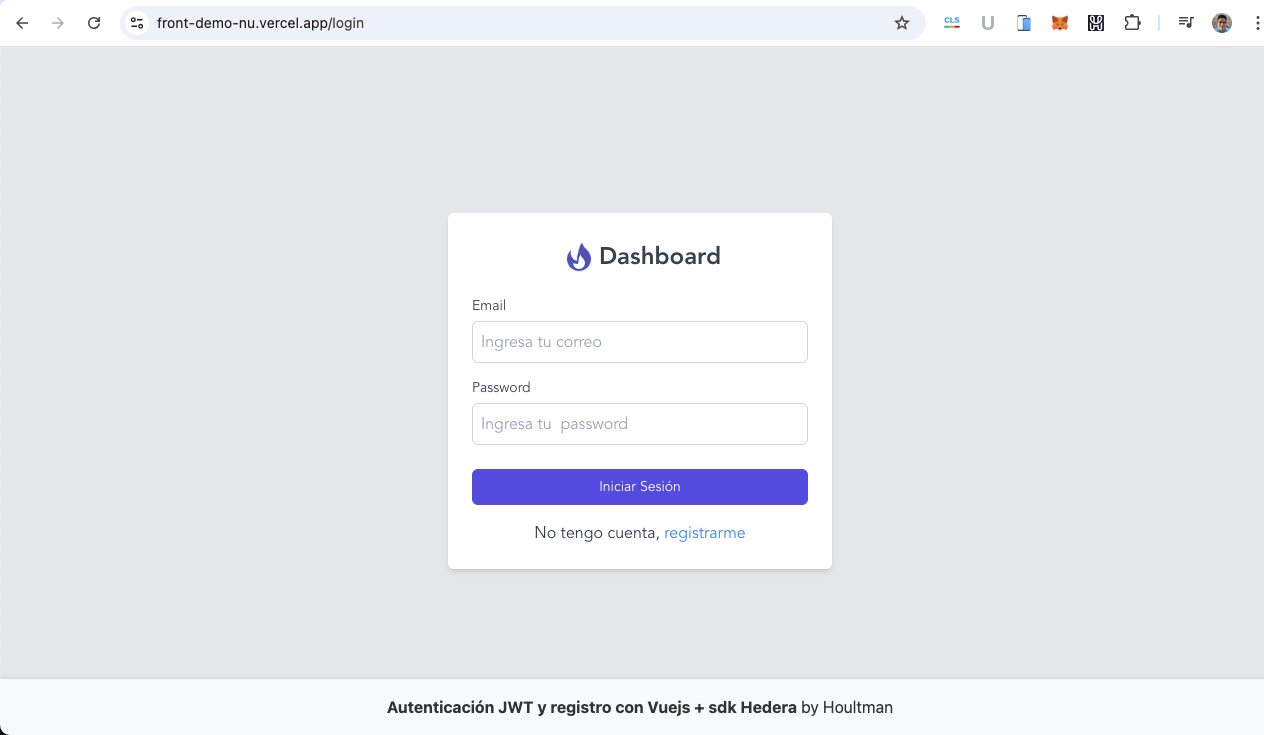 front-demo-nu.vercel.app/login
CLS
U
Dashboard
Email
Ingresa tu correo
Password
Ingresa tu  password
Iniciar Sesión
No tengo cuenta, registrarme
Autenticación JWT y registro con Vuejs + sdk Hedera by Houltman